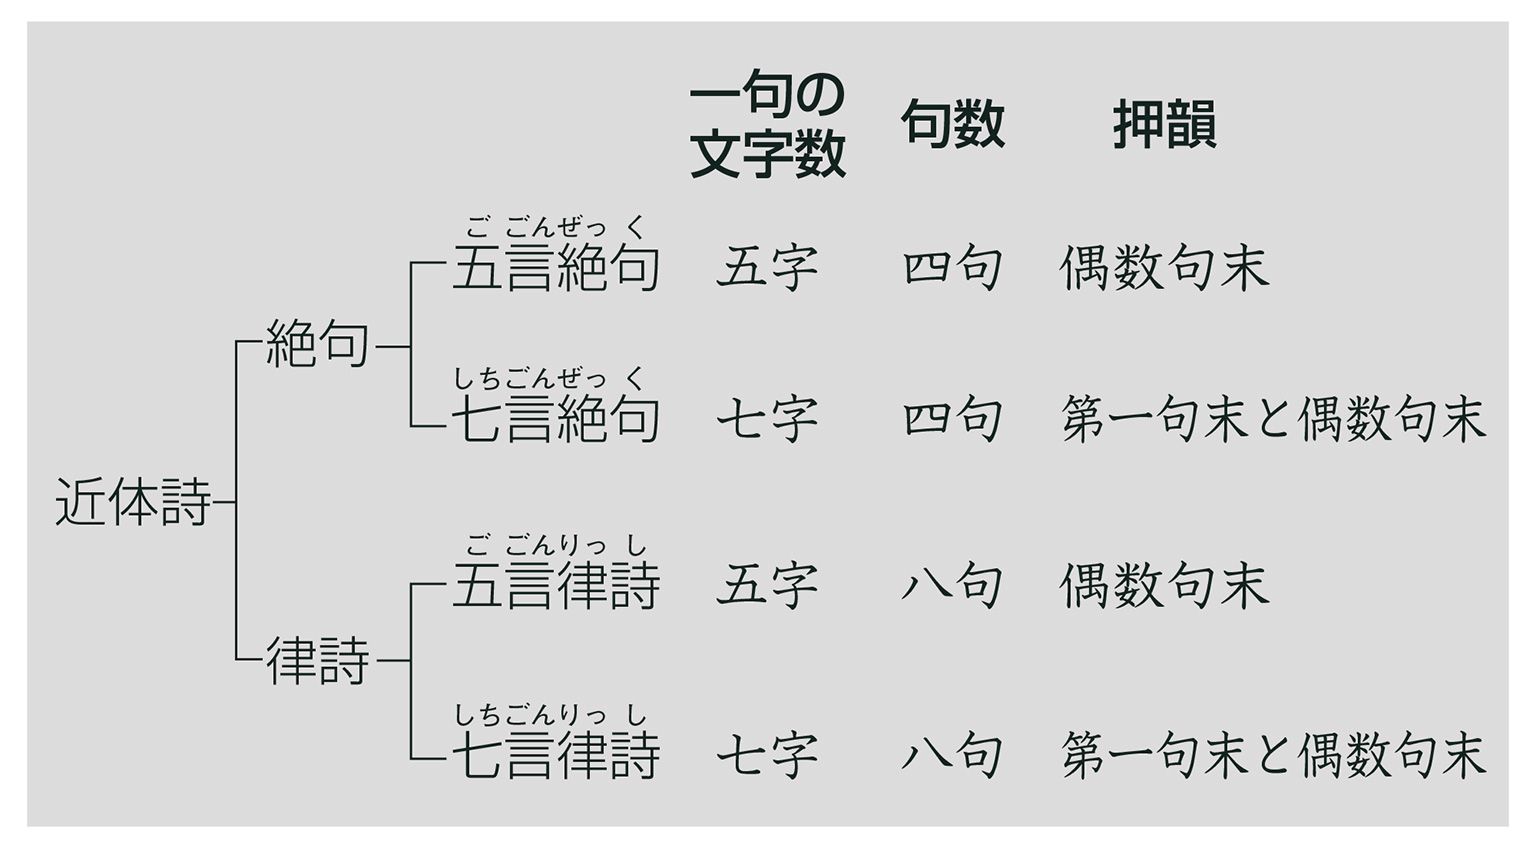 一句の
文字数
句数
押韻
ご ごんぜっ く
五言絶句 五字 四句 偶数句末
絶句
しちごんぜっ く
七言絶句 七字 四句 第一句末と偶数句末
近体詩
ご ごんりっ し
五言律詩 五字 八句 偶数句末
律詩
しちごんりっ し
七言律詩 七字 八句 第一句末と偶数句末